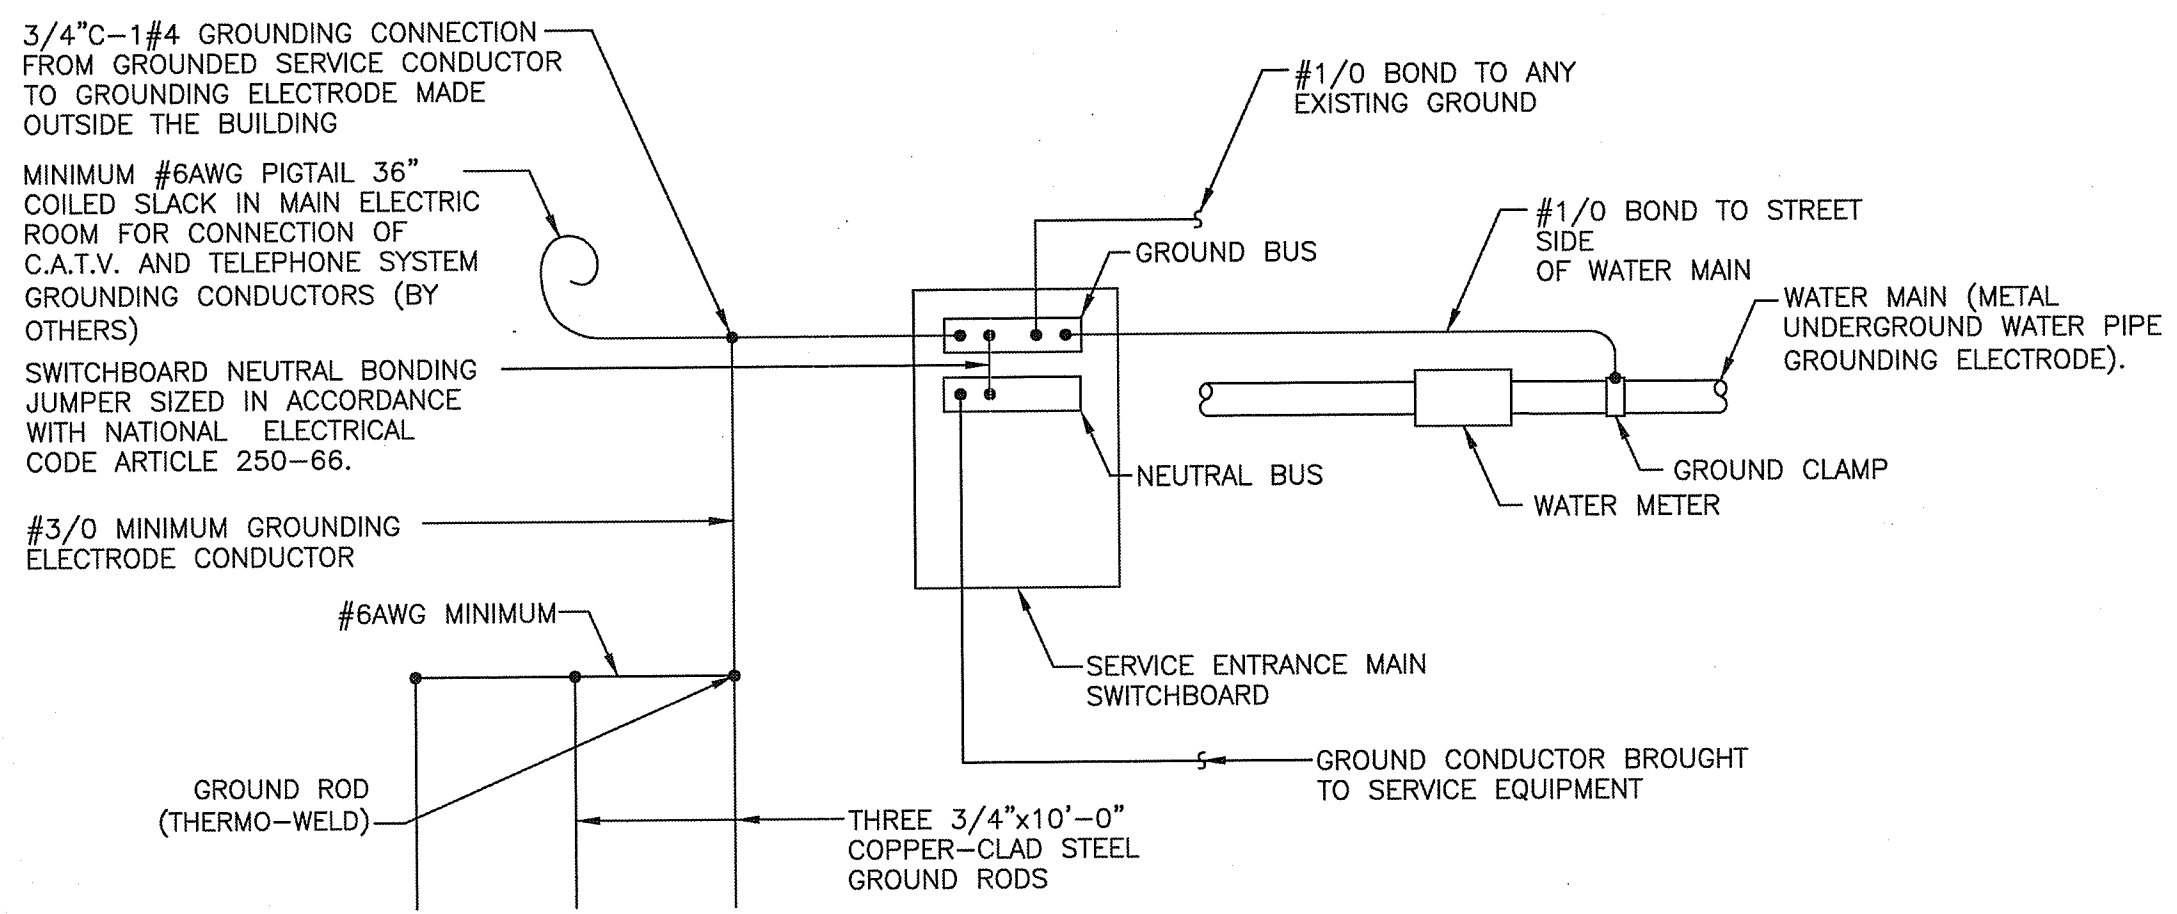 3/4"C-1#4 GROUNDING CONNECTION
FROM GROUNDED SERVICE CONDUCTOR
TO GROUNDING ELECTRODE MADE
OUTSIDE THE BUILDING
MINIMUM #6AWG PIGTAIL 36"
COILED SLACK IN MAIN ELECTRIC
ROOM FOR CONNECTION OF
C.A.T.V. AND TELEPHONE SYSTEM
GROUNDING CONDUCTORS (BY
OTHERS)
SWITCHBOARD NEUTRAL BONDING
JUMPER SIZED IN ACCORDANCE
WITH NATIONAL ELECTRICAL
CODE ARTICLE 250-66.
#3/0 MINIMUM GROUNDING
ELECTRODE CONDUCTOR
#6AWG MINIMUM
GROUND ROD
(THERMO-WELD)
THREE 3/4"x10'-0"
COPPER-CLAD STEEL
GROUND RODS
#1/0 BOND TO ANY
EXISTING GROUND
GROUND BUS
NEUTRAL BUS
SERVICE ENTRANCE MAIN
SWITCHBOARD
GROUND CONDUCTOR BROUGHT
TO SERVICE EQUIPMENT
#1/0 BOND TO STREET
SIDE
OF WATER MAIN
WATER MAIN (METAL
UNDERGROUND WATER PIPE
GROUNDING ELECTRODE).
GROUND CLAMP
WATER METER